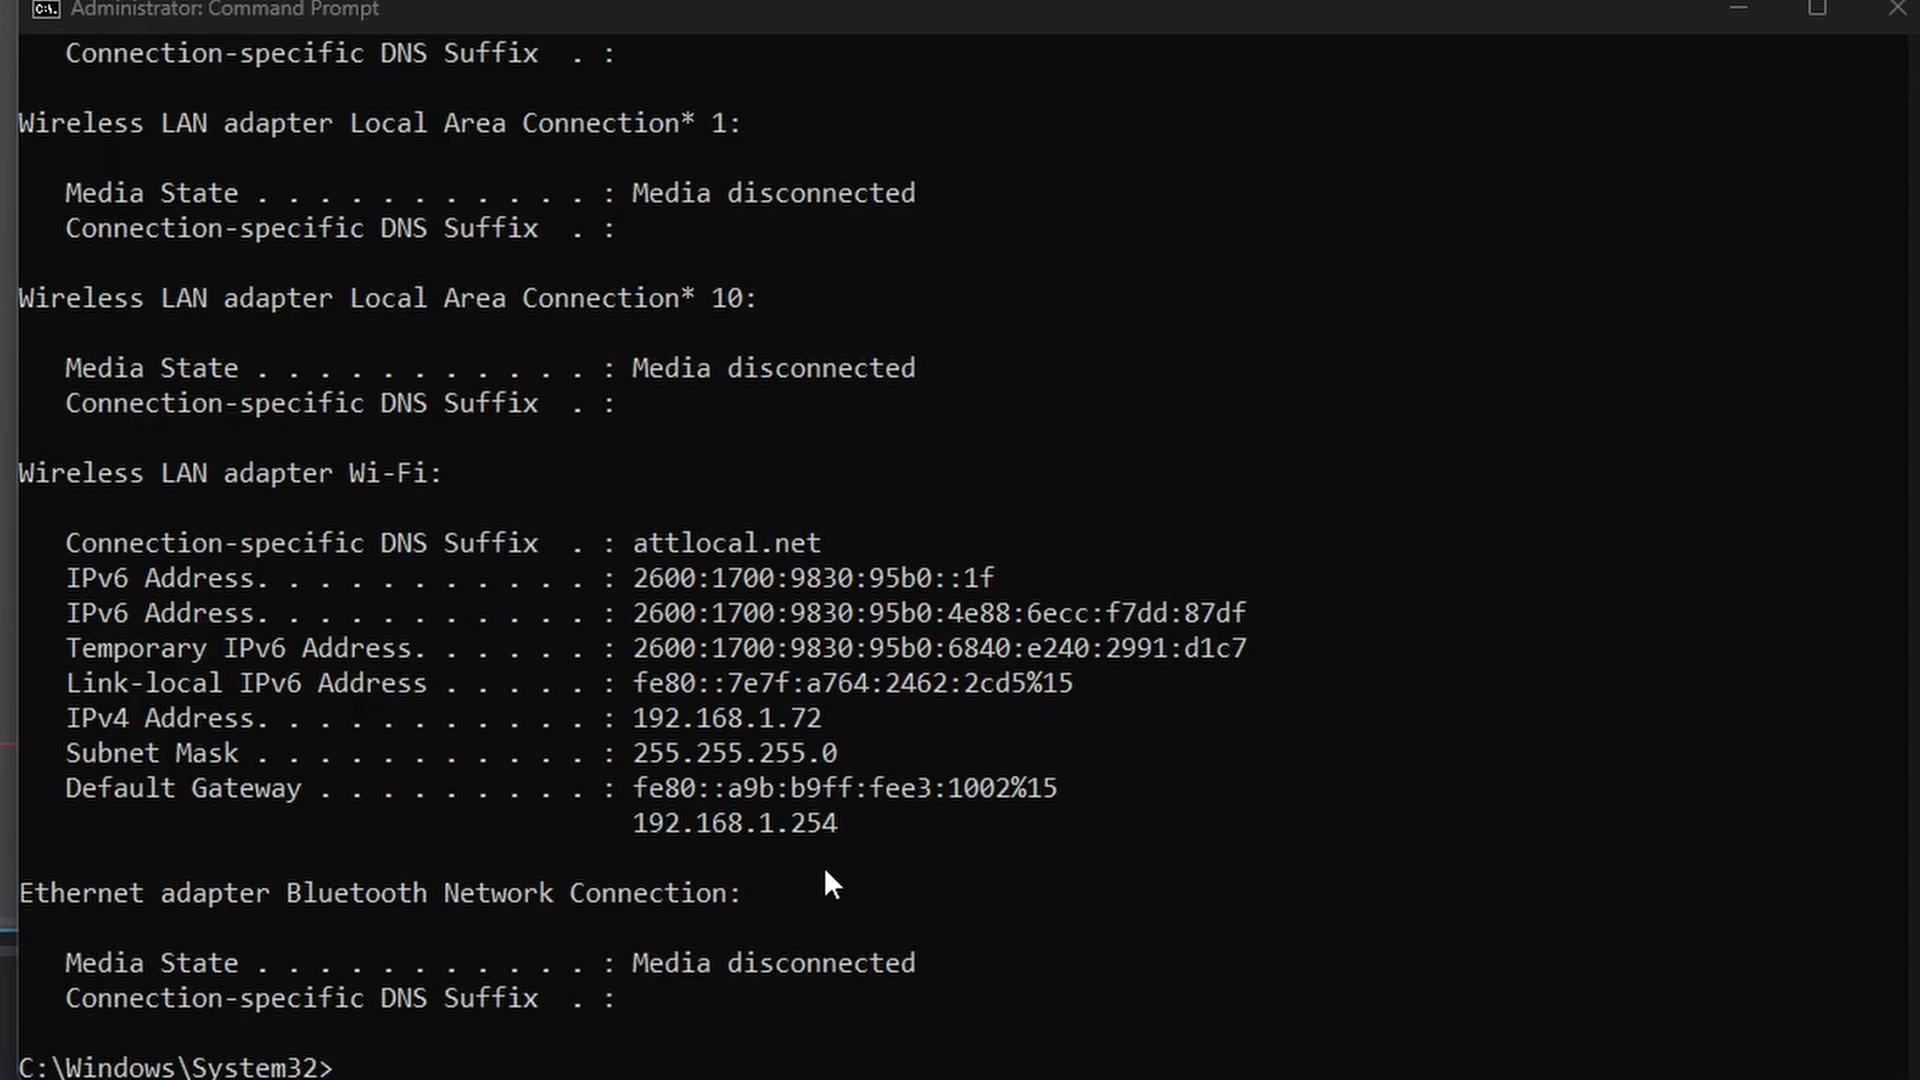 Administrator: Command Prompt
Connection-specific DNS Suffix  . :
Wireless LAN adapter Local Area Connection* 1:
Media State . . . . . . . . . . . : Media disconnected
Connection-specific DNS Suffix  . :
Wireless LAN adapter Local Area Connection* 10:
Media State . . . . . . . . . . . : Media disconnected
Connection-specific DNS Suffix  . :
Wireless LAN adapter Wi-Fi:
Connection-specific DNS Suffix  . : attlocal.net
IPv6 Address. . . . . . . . . . . : 2600:1700:9830:95b0::1f
IPv6 Address. . . . . . . . . . . : 2600:1700:9830:95b0:4e88:6ecc:f7dd:87df
Temporary IPv6 Address. . . . . . : 2600:1700:9830:95b0:6840:e240:2991:d1c7
Link-local IPv6 Address . . . . . : fe80::7e7f:a764:2462:2cd5%15
IPv4 Address. . . . . . . . . . . : 192.168.1.72
Subnet Mask . . . . . . . . . . . : 255.255.255.0
Default Gateway . . . . . . . . . : fe80::a9b:b9ff:fee3:1002%15
192.168.1.254
Ethernet adapter Bluetooth Network Connection:
Media State . . . . . . . . . . . : Media disconnected
Connection-specific DNS Suffix  . :
C:\Windows\System32>